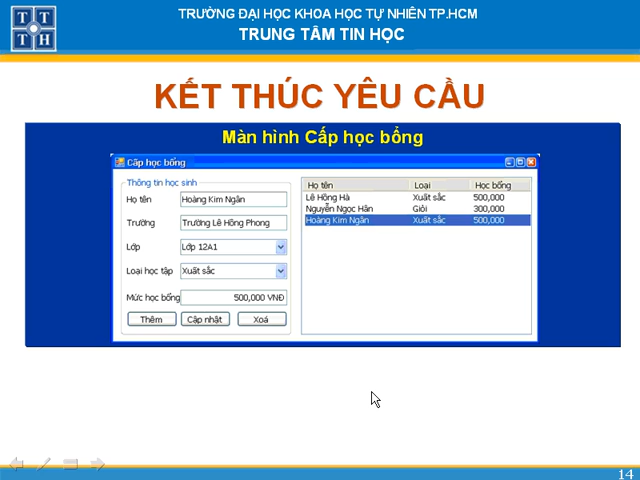 TRƯỜNG ĐẠI HỌC KHOA HỌC TỰ NHIÊN TP.HCM
TRUNG TÂM TIN HỌC
T T
T H
KẾT THÚC YÊU CẦU
Màn hình Cấp học bổng
Cấp học bổng
Thông tin học sinh
Họ tên Hoàng Kim Ngân
Trường Trường Lê Hồng Phong
Lớp Lớp 12A1
Loại học tập Xuất sắc
Mức học bổng 500,000 VNĐ
Thêm Cập nhật Xoá
Họ tên Loại Học bổng
Lê Hồng Hà Xuất sắc 500,000
Nguyễn Ngọc Hân Giỏi 300,000
Hoàng Kim Ngân Xuất sắc 500,000
14